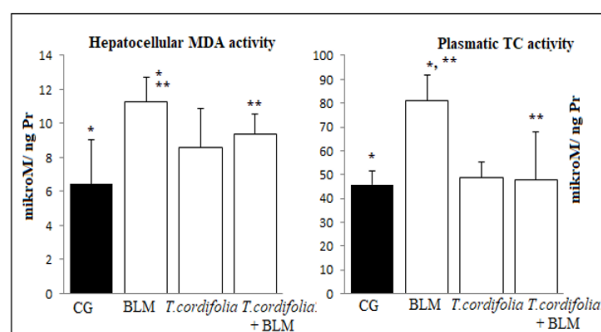 Hepatocellular MDA activity
mikroM/ ng Pr
14
12
10
8
6
4
2
0
*
*
**
**
CG
BLM
T.cordifolia
T.cordifolia.
+ BLM
Plasmatic TC activity
100
90
80
70
60
50
40
30
20
10
0
*
*, **
**
mikroM/ ng Pr
CG
BLM
T.cordifolia
T.cordifolia
+ BLM